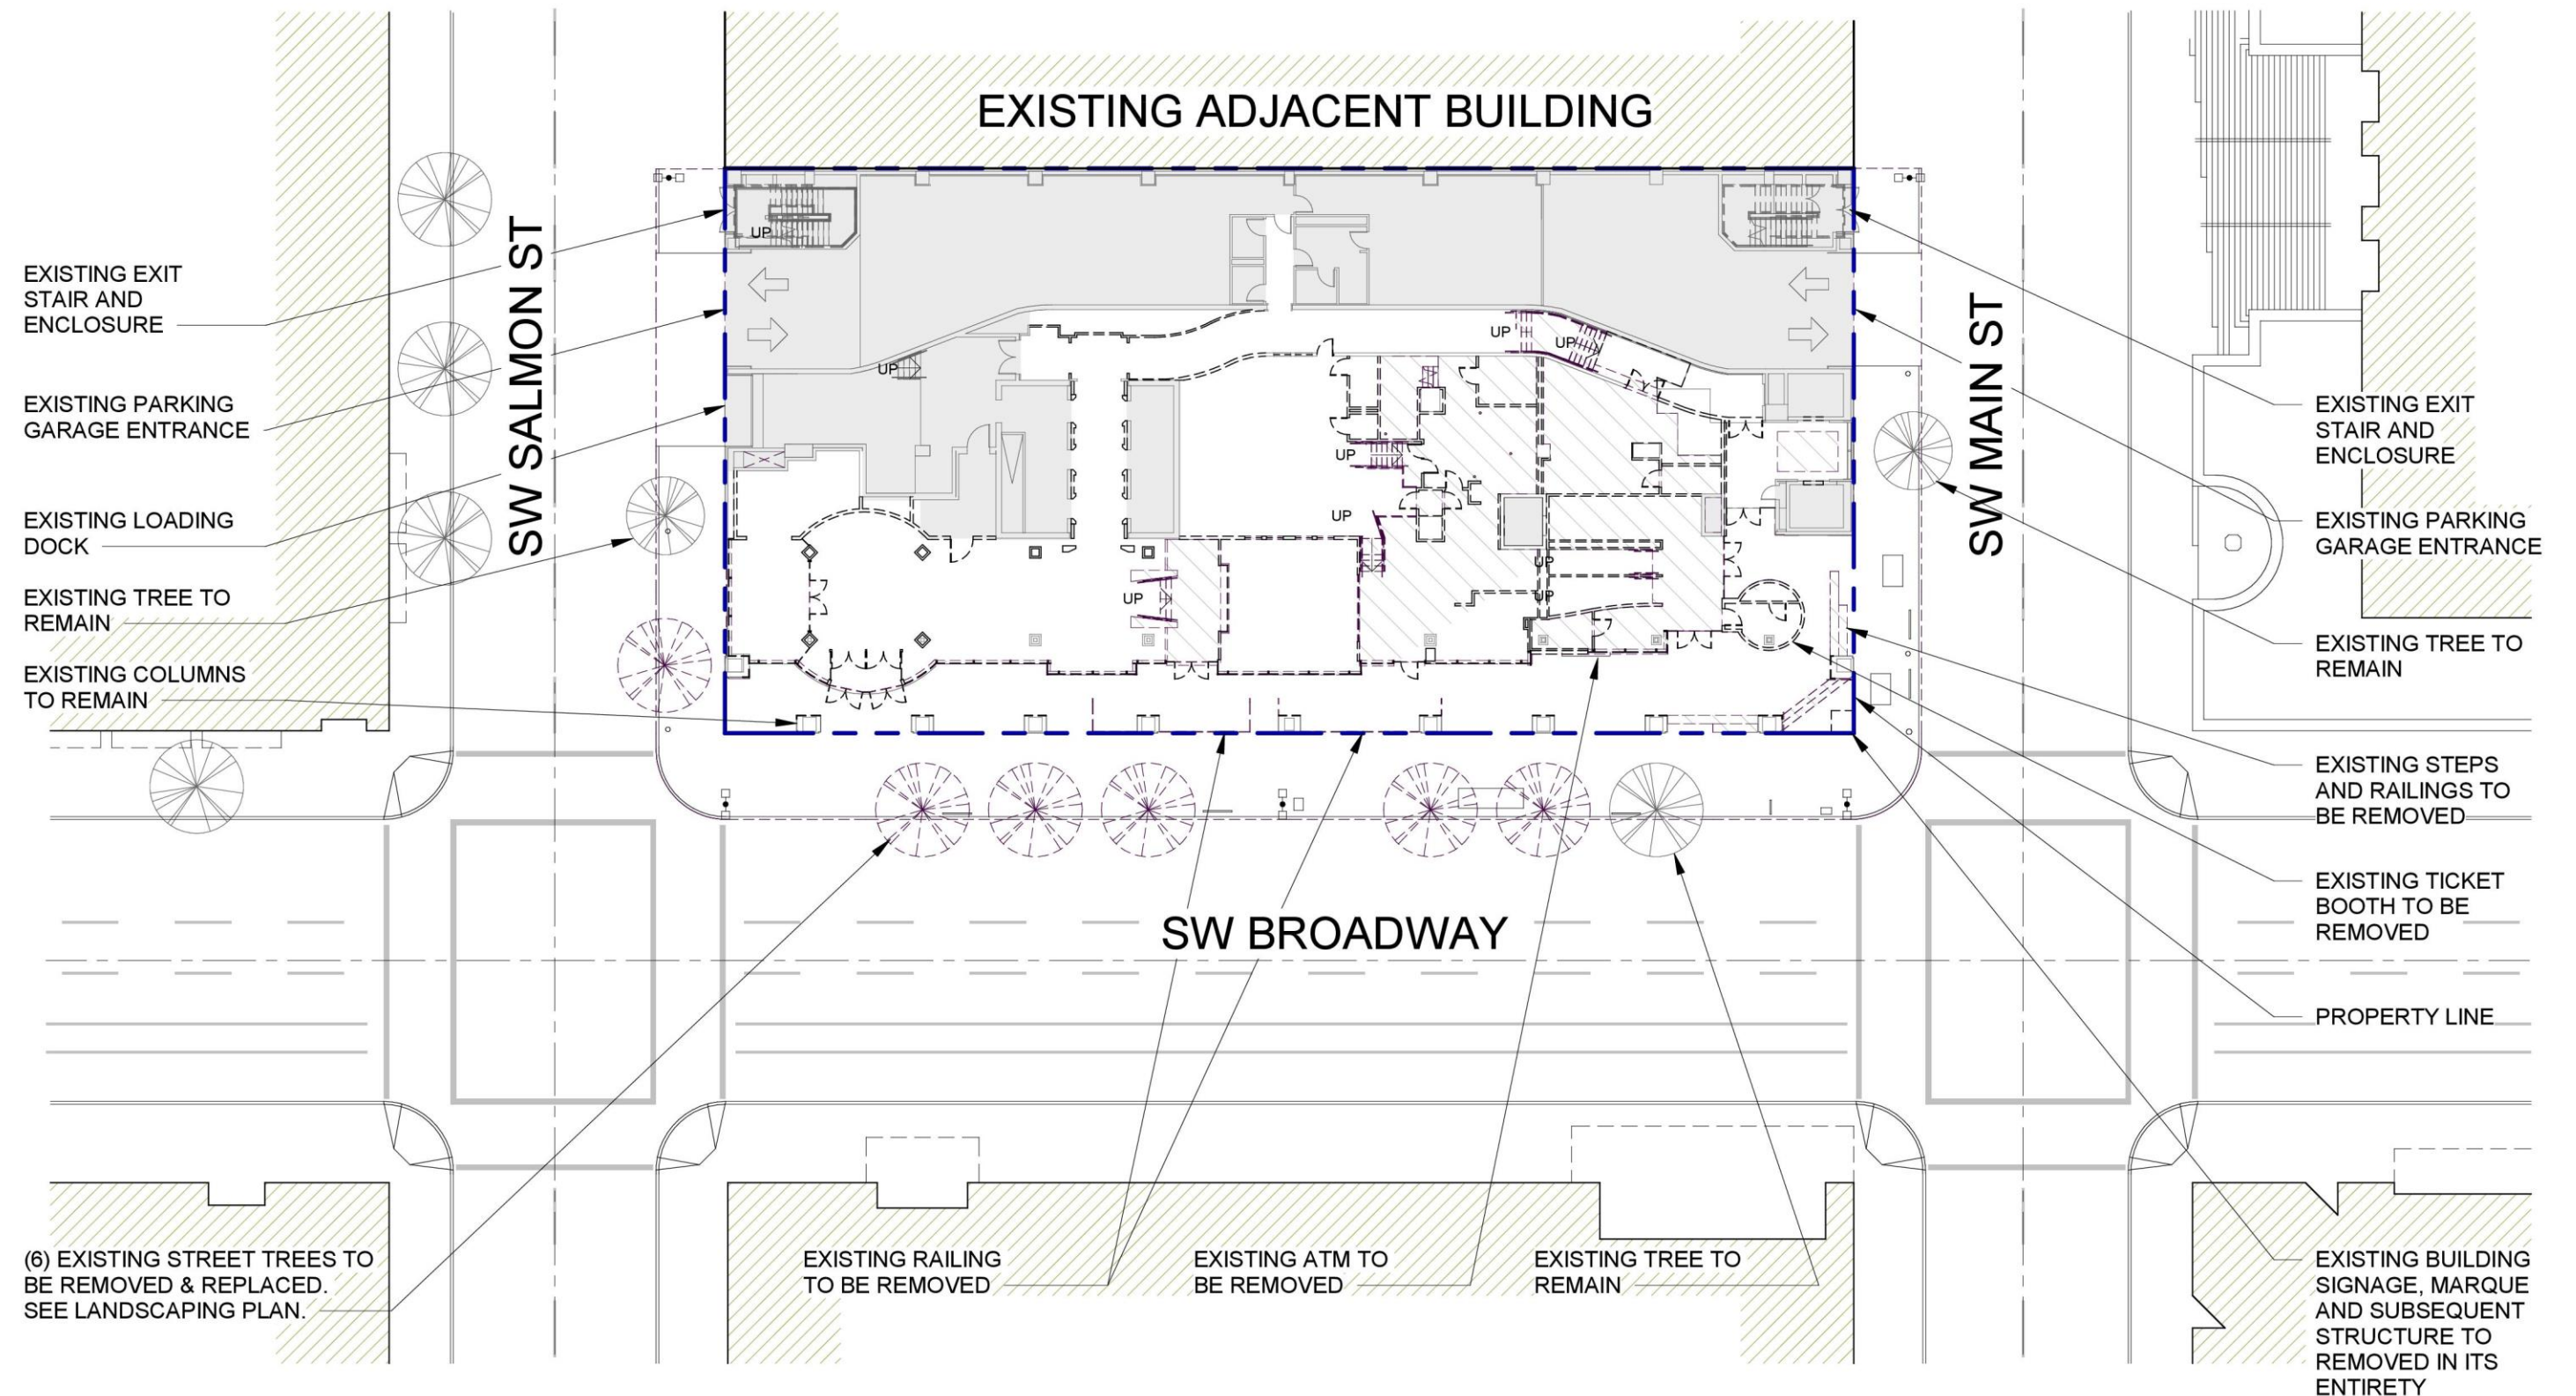 EXISTING ADJACENT BUILDING
SW SALMON ST
SW MAIN ST
SW BROADWAY
EXISTING EXIT
STAIR AND
ENCLOSURE
EXISTING PARKING
GARAGE ENTRANCE
EXISTING LOADING
DOCK
EXISTING TREE TO
REMAIN
EXISTING COLUMNS
TO REMAIN
UP
UP
UP
UP
UP
UP
UP
UP
UP
EXISTING EXIT
STAIR AND
ENCLOSURE
EXISTING PARKING
GARAGE ENTRANCE
EXISTING TREE TO
REMAIN
EXISTING STEPS
AND RAILINGS TO
BE REMOVED
EXISTING TICKET
BOOTH TO BE
REMOVED
PROPERTY LINE
(6) EXISTING STREET TREES TO
BE REMOVED & REPLACED.
SEE LANDSCAPING PLAN.
EXISTING RAILING
TO BE REMOVED
EXISTING ATM TO
BE REMOVED
EXISTING TREE TO
REMAIN
EXISTING BUILDING
SIGNAGE, MARQUE
AND SUBSEQUENT
STRUCTURE TO
REMOVED IN ITS
ENTIRETY